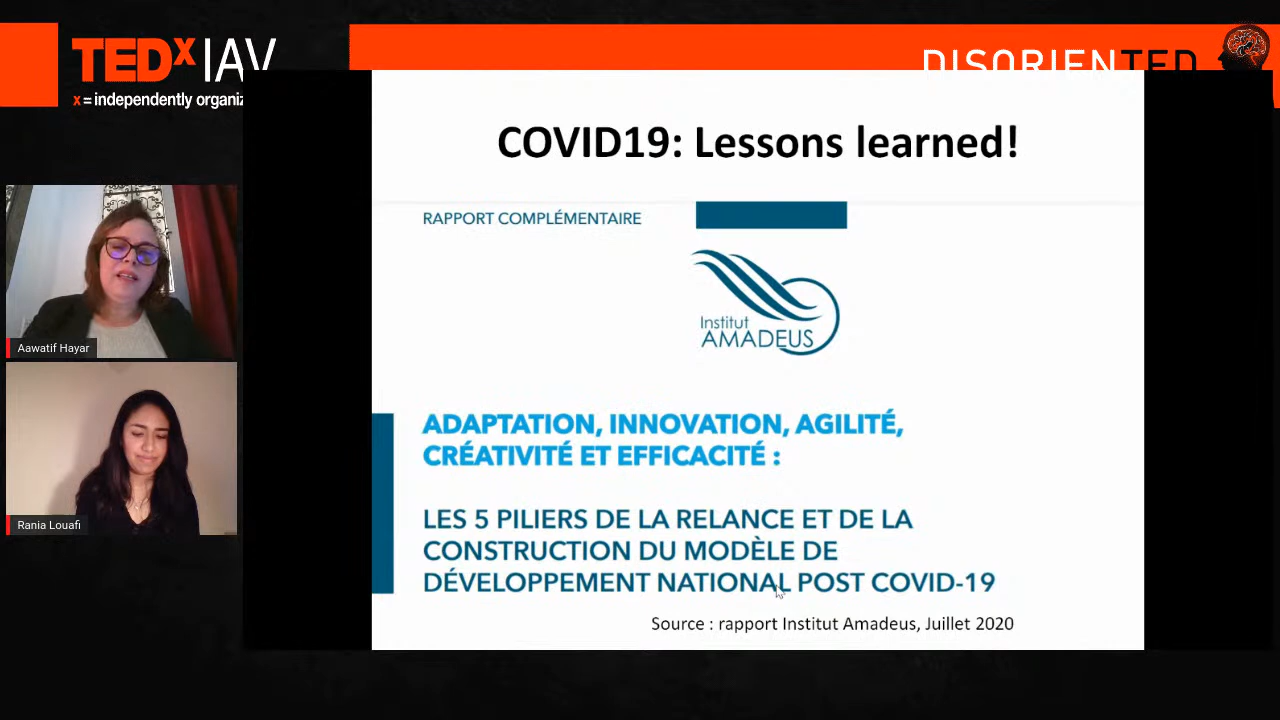 TEDx IAV
x = independently organiz
DISORIENTED
COVID19: Lessons learned!
RAPPORT COMPLÉMENTAIRE
Institut
AMADEUS
ADAPTATION, INNOVATION, AGILITÉ,
CRÉATIVITÉ ET EFFICACITÉ :
LES 5 PILIERS DE LA RELANCE ET DE LA
CONSTRUCTION DU MODÈLE DE
DÉVELOPPEMENT NATIONAL POST COVID-19
Source : rapport Institut Amadeus, Juillet 2020
Aawatif Hayar
Rania Louafi